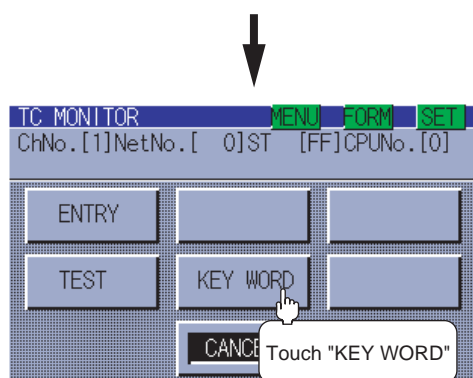 TC MONITOR MENU FORM SET
ChNo.[1]NetNo.[ 0]ST [FF]CPUNo.[0]
ENTRY
TEST KEY WORD
CANCE
Touch "KEY WORD"